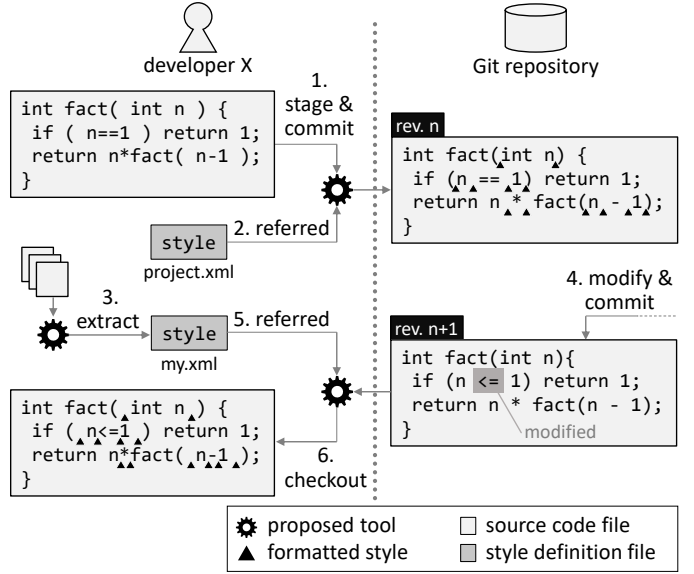 developer X
Git repository
1.
stage &
commit
int fact( int n ) {
if ( n==1 ) return 1;
return n*fact( n-1 );
}
rev. n
int fact(int n) {
if (n == 1) return 1;
return n * fact(n - 1);
}
style
project.xml
2. referred
3.
extract
style
my.xml
5. referred
4. modify &
commit
rev. n+1
int fact(int n){
if (n <= 1) return 1;
return n * fact(n - 1);
}
modified
int fact( int n ) {
if ( n<=1 ) return 1;
return n*fact( n-1 );
}
6.
checkout
proposed tool
source code file
formatted style
style definition file